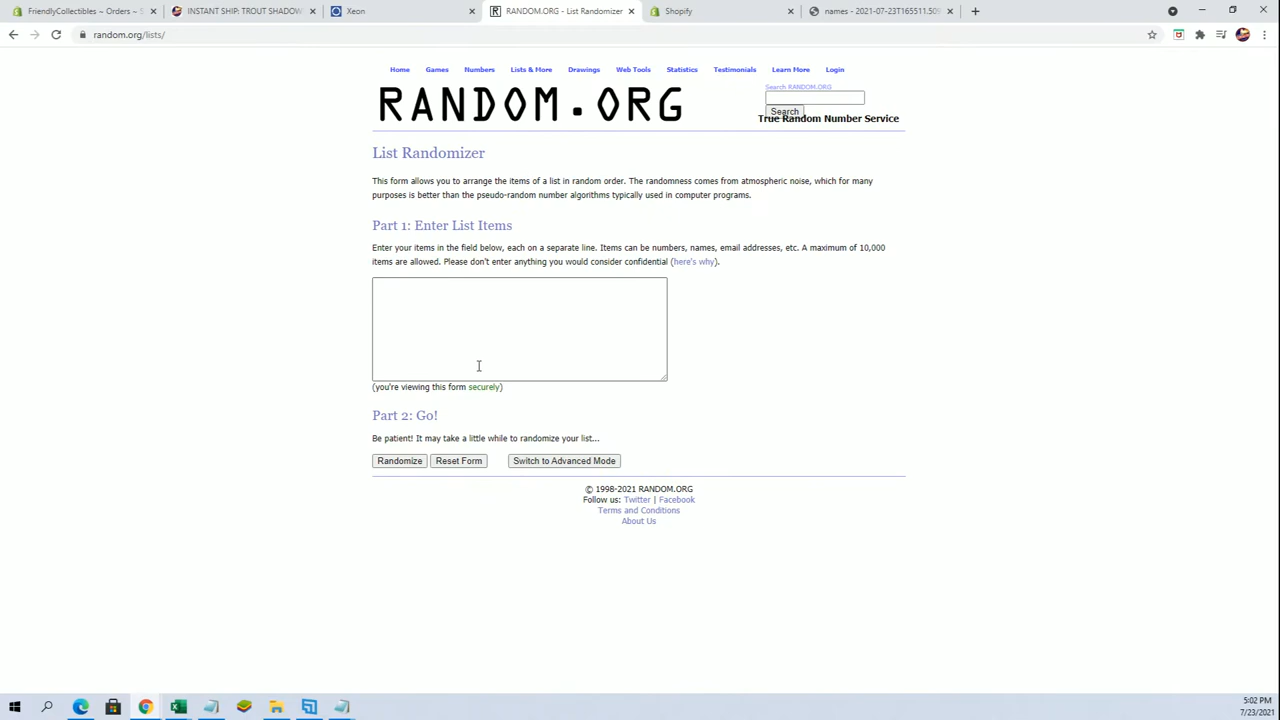 FriendlyCollectibles ~ Orders ~ S
INSTANT SHIP: TROUT SHADOW
Xeon
RANDOM.ORG - List Randomizer
Shopify
names - 2021-07-23T165511.509
random.org/lists/
Home Games Numbers Lists & More Drawings Web Tools Statistics Testimonials Learn More Login
Search RANDOM.ORG
RANDOM.ORG
Search
True Random Number Service
List Randomizer
This form allows you to arrange the items of a list in random order. The randomness comes from atmospheric noise, which for many
purposes is better than the pseudo-random number algorithms typically used in computer programs.
Part 1: Enter List Items
Enter your items in the field below, each on a separate line. Items can be numbers, names, email addresses, etc. A maximum of 10,000
items are allowed. Please don't enter anything you would consider confidential (here's why).
(you're viewing this form securely)
Part 2: Go!
Be patient! It may take a little while to randomize your list...
Randomize Reset Form Switch to Advanced Mode
© 1998-2021 RANDOM.ORG
Follow us: Twitter | Facebook
Terms and Conditions
About Us
5:02 PM
7/23/2021